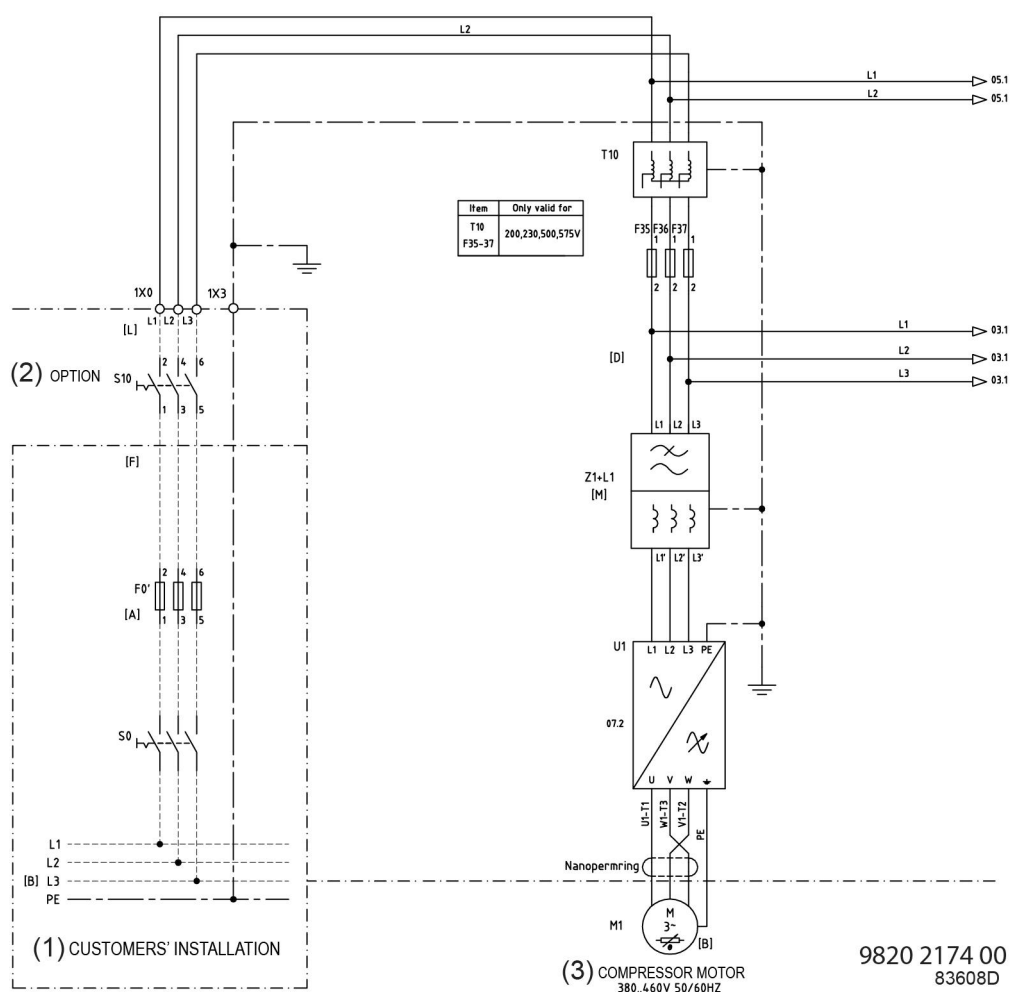 L2
L1 05.1
L2 05.1
T10
Item Only valid for
T10 F35-37 200,230,500,575V
F35 F36 F37
1 1 1
2 2 2
1X0 1X3
L1 L2 L3
[L]
L1 03.1
L2 03.1
L3 03.1
[D]
(2) OPTION
S10
2 4 6
1 3 5
[F]
L1 L2 L3
Z1+L1
[M]
L1' L2' L3'
F0'
[A]
2 4 6
1 3 5
U1
L1 L2 L3 PE
07.2
U V W
S0
U1-T1 W1-T3 V1-T2 PE
L1
L2
[B] L3
PE
Nanopermring
M1
M
3~
θ
[B]
(1) CUSTOMERS' INSTALLATION
(3) COMPRESSOR MOTOR
380..460V 50/60HZ
9820 2174 00
83608D